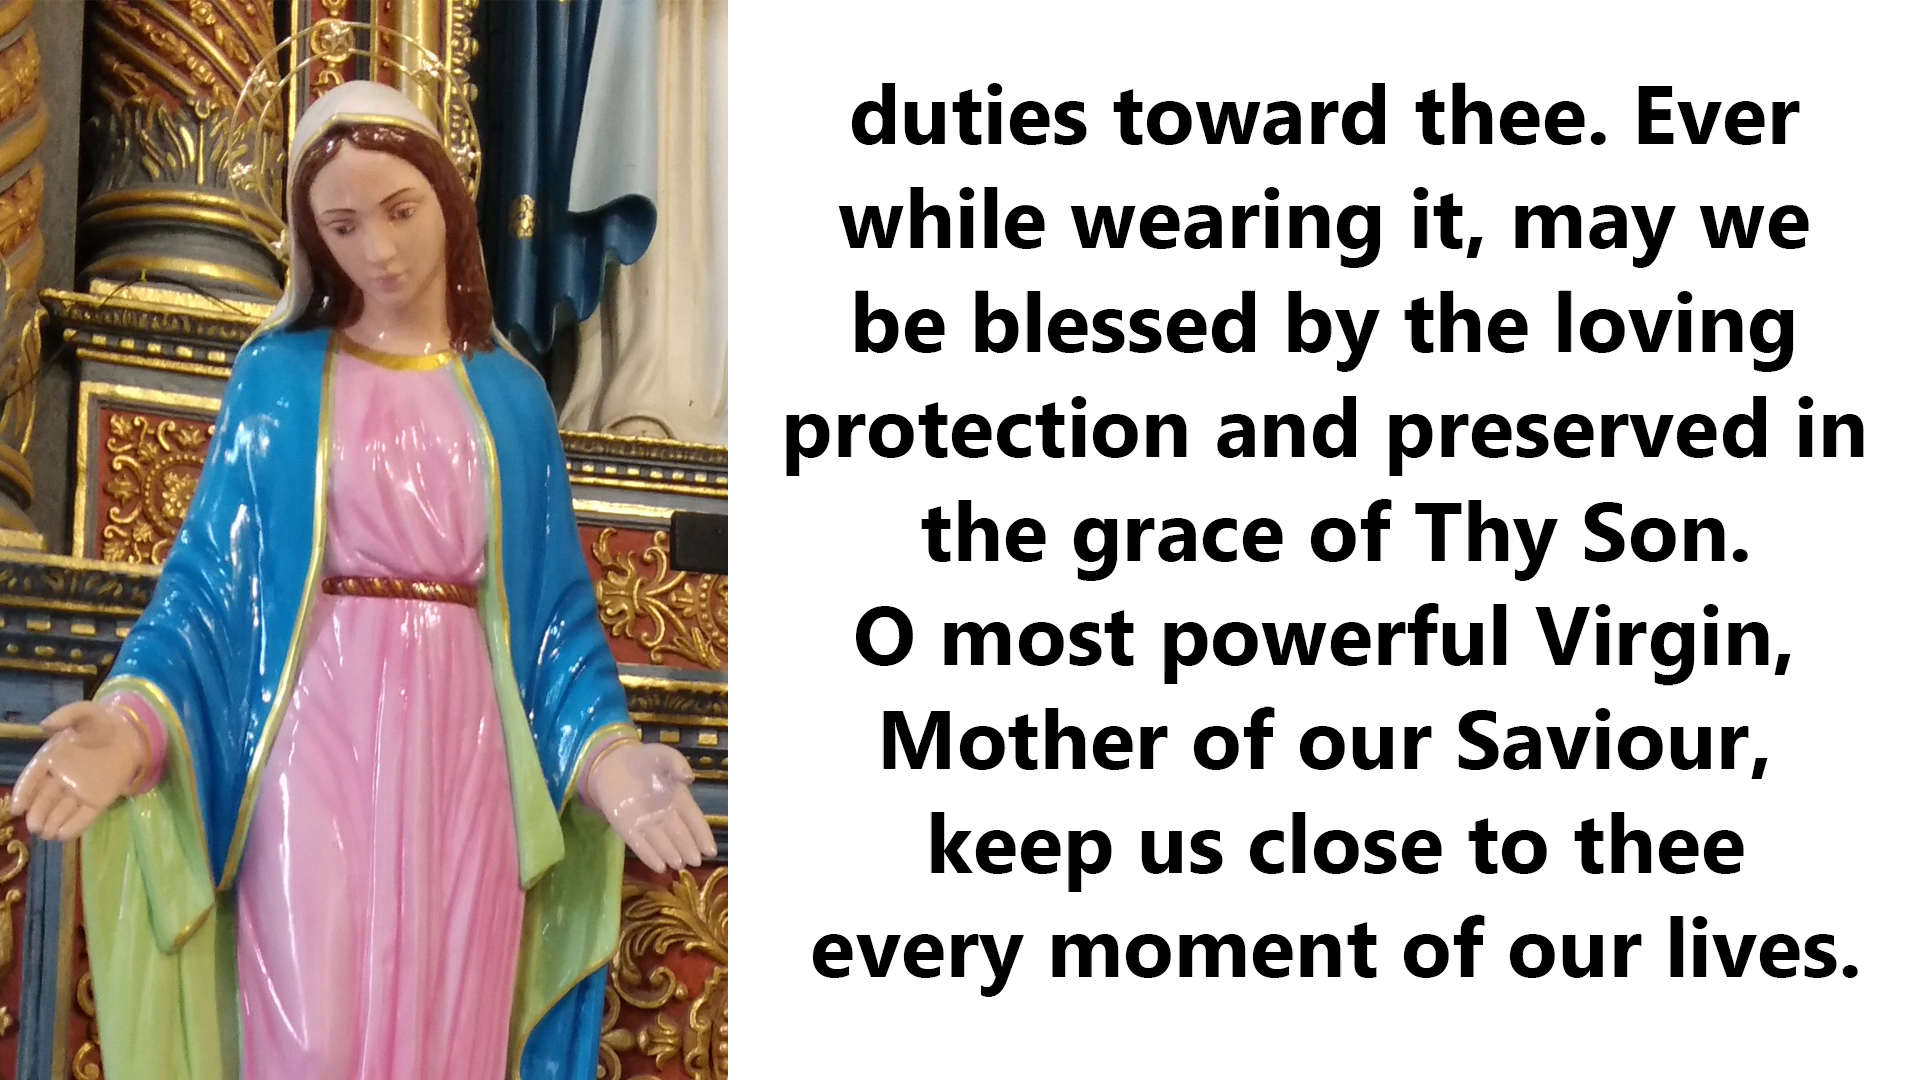 duties toward thee. Ever
while wearing it, may we
be blessed by the loving
protection and preserved in
the grace of Thy Son.
O most powerful Virgin,
Mother of our Saviour,
keep us close to thee
every moment of our lives.